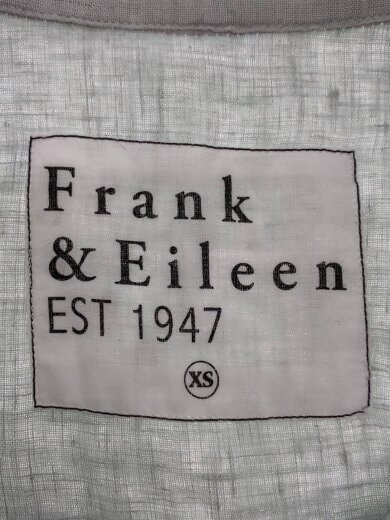 Frank
& Eileen
EST 1947
XS